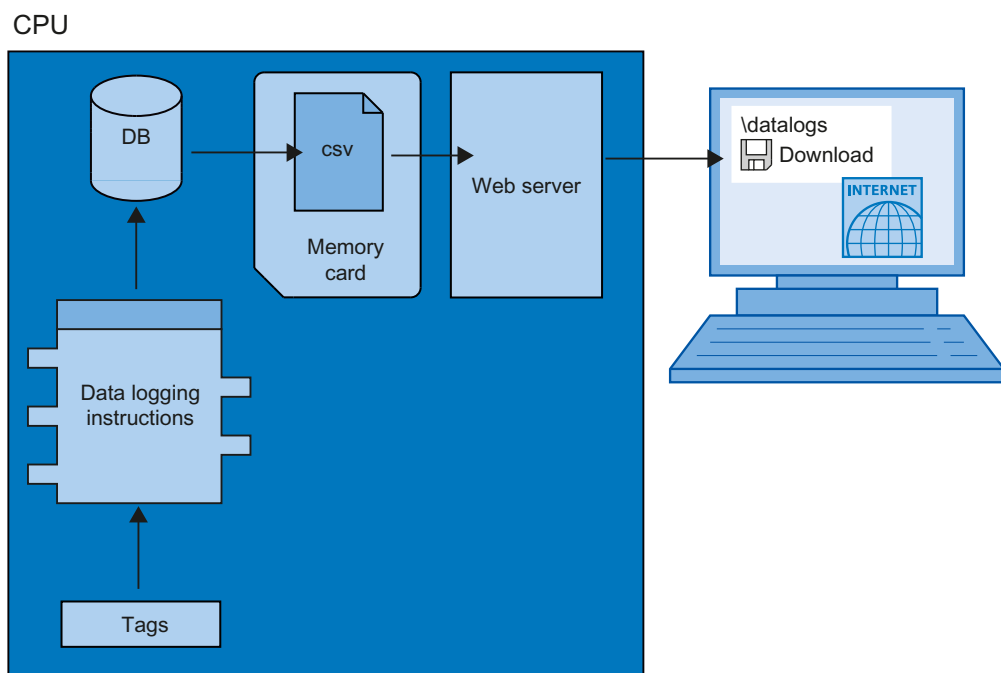 CPU
DB
csv
Memory
card
Web server
\datalogs
Download
INTERNET
Data logging
instructions
Tags